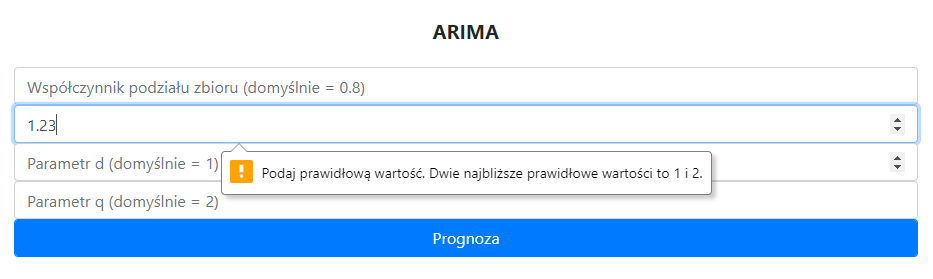 ARIMA
Współczynnik podziału zbioru (domyślnie = 0.8)
1.23
Parametr d (domyślnie = 1)
Podaj prawidłową wartość. Dwie najbliższe prawidłowe wartości to 1 i 2.
Parametr q (domyślnie = 2)
Prognoza